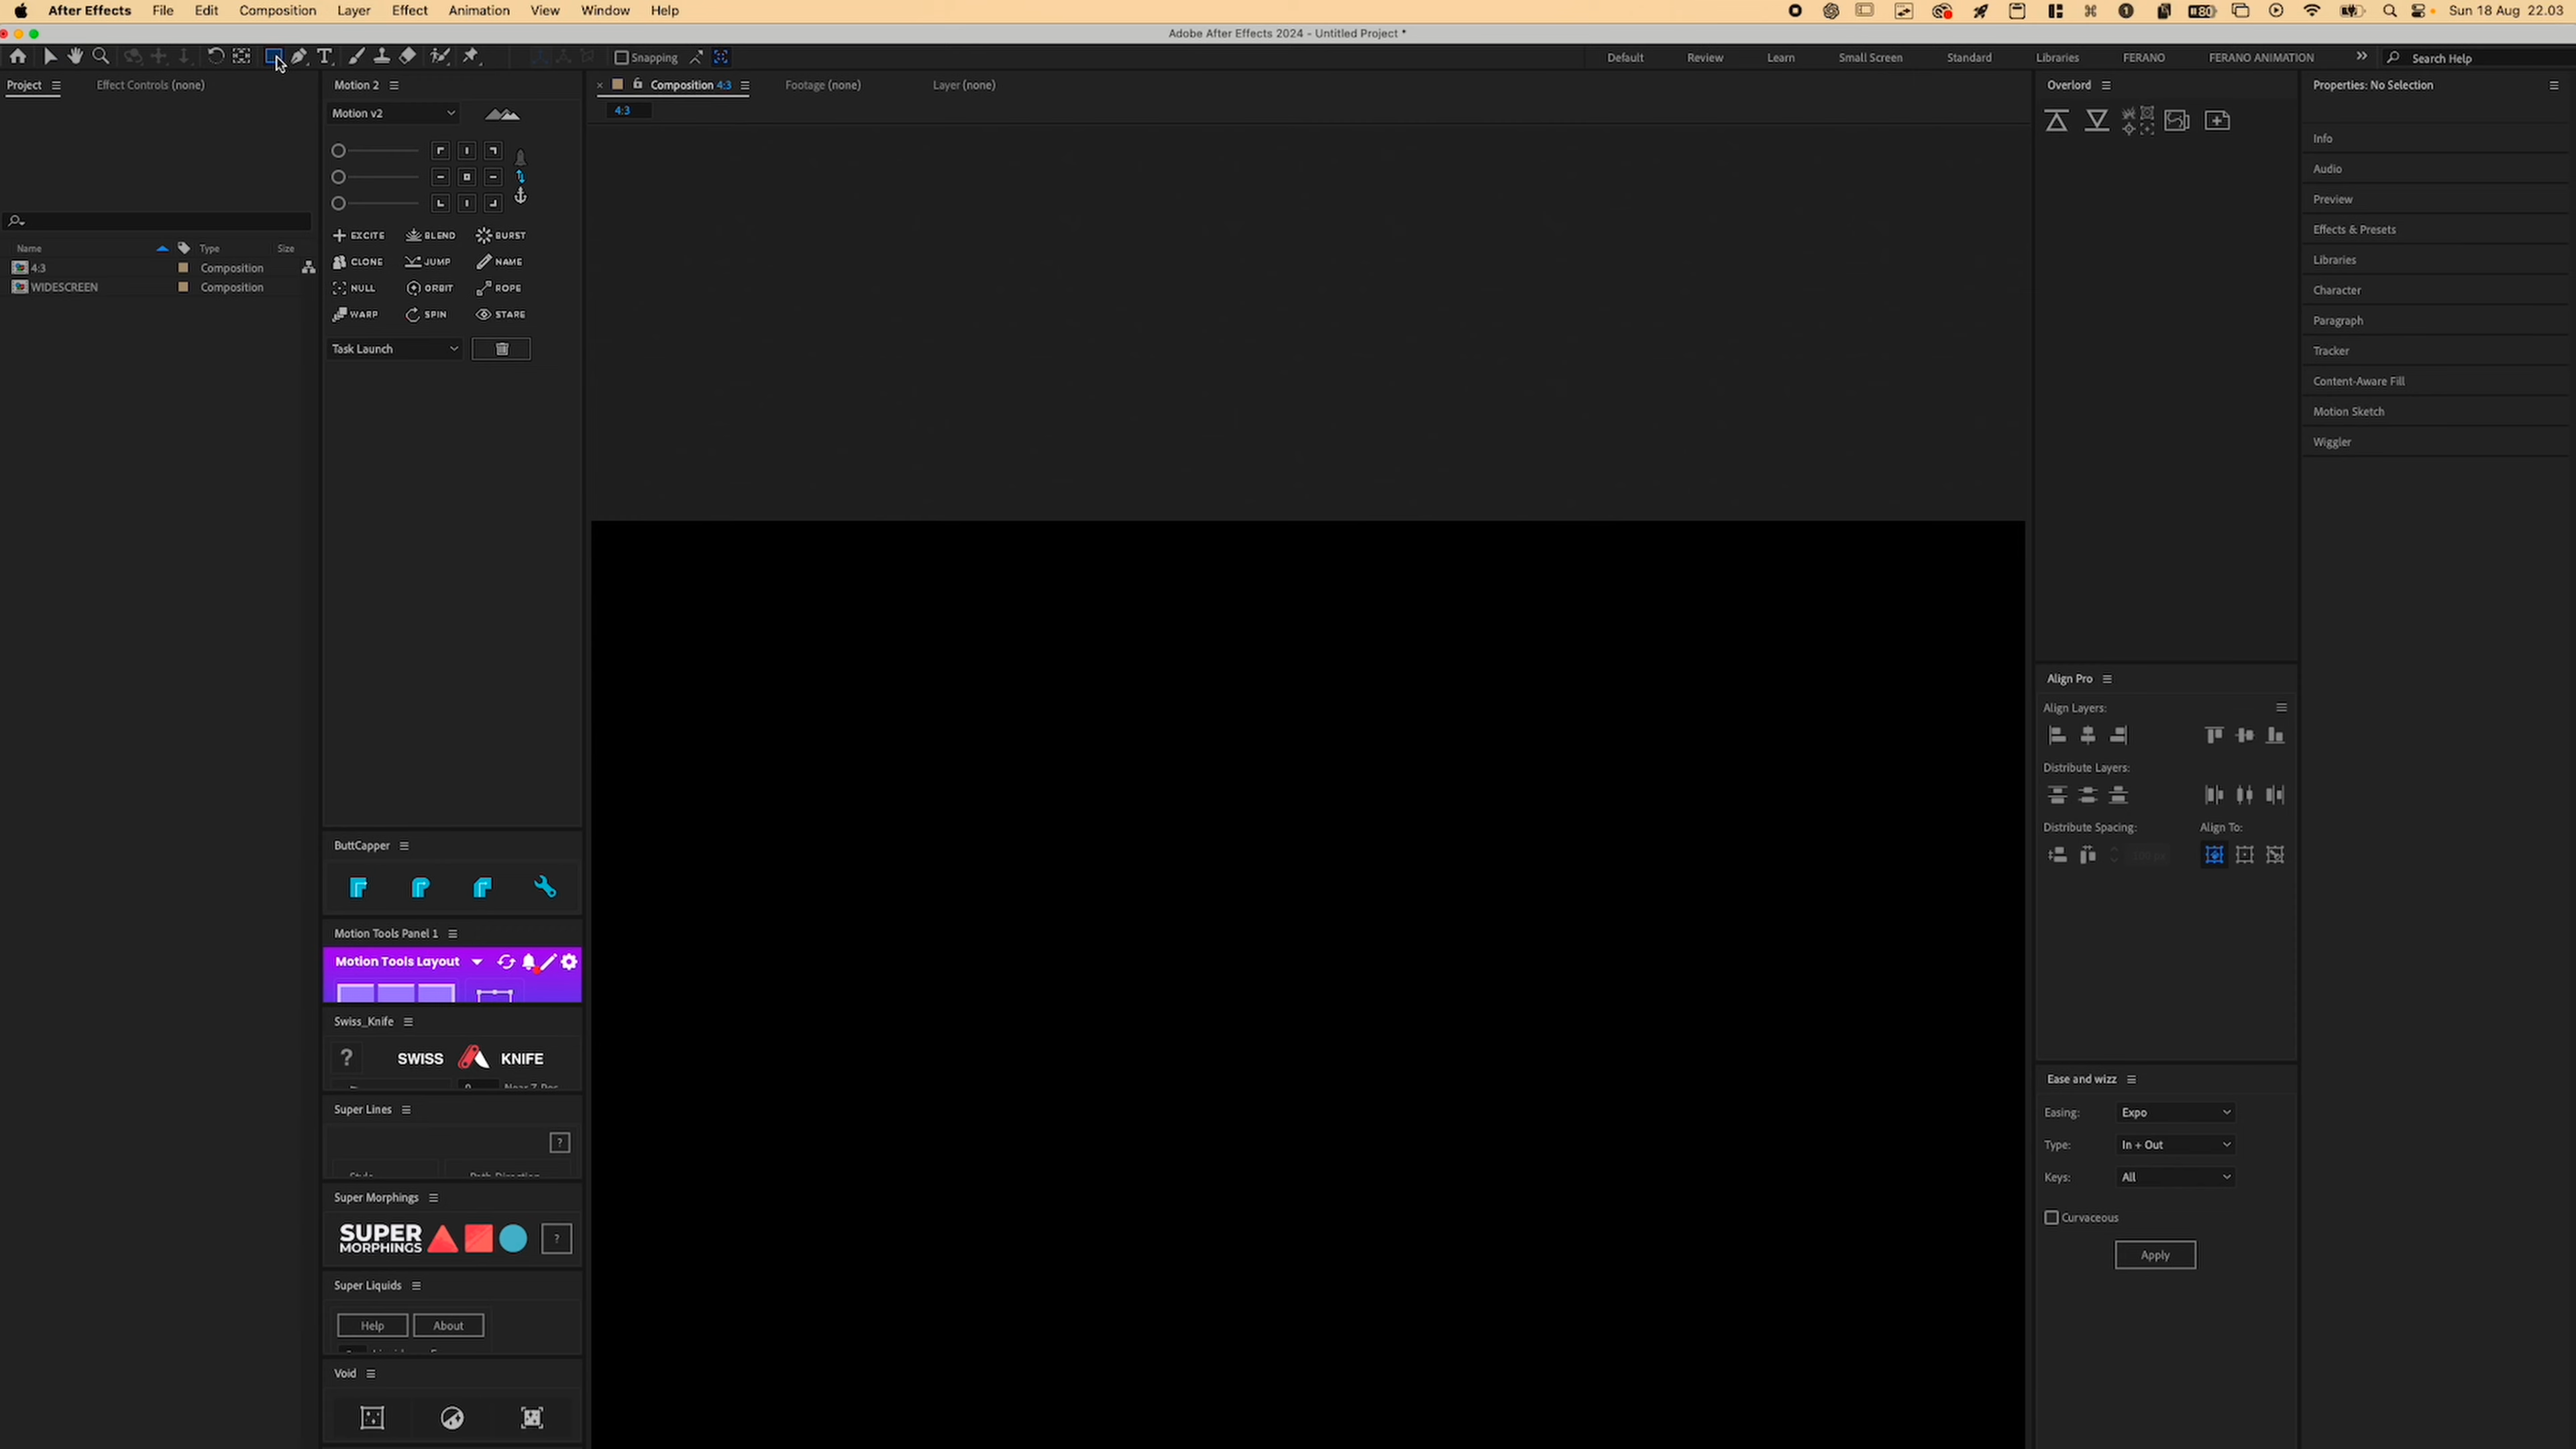 After Effects File Edit Composition Layer Effect Animation View Window Help
1 80 Sun 18 Aug 22.03
Adobe After Effects 2024 - Untitled Project *
T Snapping Default Review Learn Small Screen Standard Libraries FERANO FERANO ANIMATION Search Help
Project Effect Controls (none)
Name Type Size
4:3 Composition
WIDESCREEN Composition
Motion 2
Motion v2
EXCITE BLEND BURST
CLONE JUMP NAME
NULL ORBIT ROPE
WARP SPIN STARE
Task Launch
ButtCapper
Motion Tools Panel 1
Motion Tools Layout
Swiss_Knife
? SWISS KNIFE
Super Lines
?
Style Path Direction
Super Morphings
SUPER
MORPHINGS
?
Super Liquids
Help About
Void
Composition 4:3 Footage (none) Layer (none)
4:3
Overlord
Align Pro
Align Layers:
Distribute Layers:
Distribute Spacing: Align To:
Ease and wizz
Easing: Expo
Type: In + Out
Keys: All
Curvaceous
Apply
Properties: No Selection
Info
Audio
Preview
Effects & Presets
Libraries
Character
Paragraph
Tracker
Content-Aware Fill
Motion Sketch
Wiggler